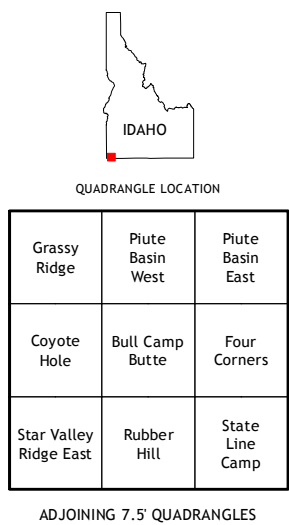 IDAHO
QUADRANGLE LOCATION
Grassy
Ridge
Piute
Basin
West
Piute
Basin
East
Coyote
Hole
Bull Camp
Butte
Four
Corners
Star Valley
Ridge East
Rubber
Hill
State
Line
Camp
ADJOINING 7.5' QUADRANGLES